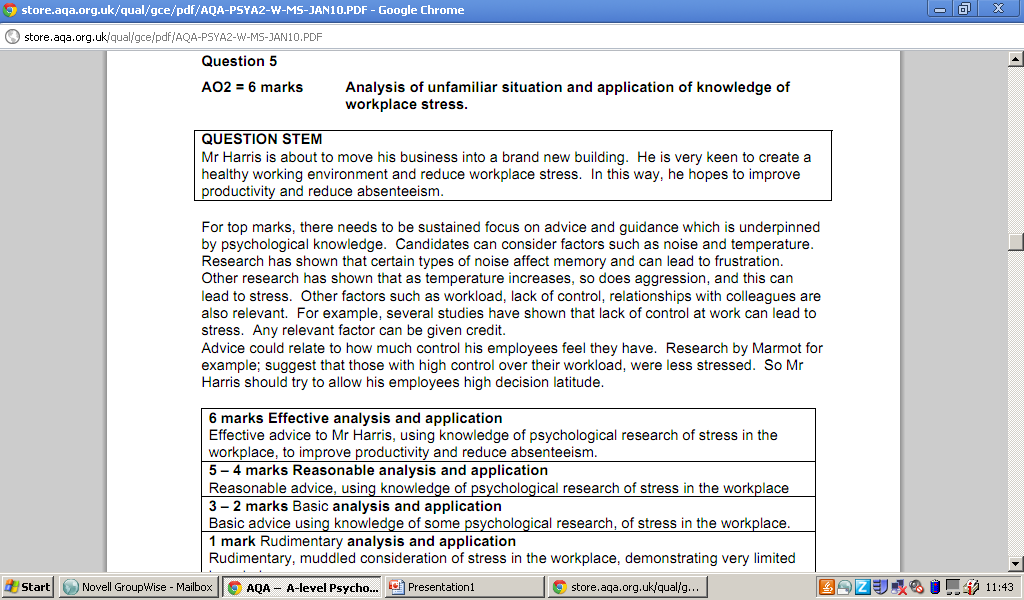 store.aqa.org.uk/qual/gce/pdf/AQA-PSYA2-W-MS-JAN10.PDF - Google Chrome
store.aqa.org.uk/qual/gce/pdf/AQA-PSYA2-W-MS-JAN10.PDF
Question 5
AO2 = 6 marks Analysis of unfamiliar situation and application of knowledge of
workplace stress.
QUESTION STEM
Mr Harris is about to move his business into a brand new building. He is very keen to create a
healthy working environment and reduce workplace stress. In this way, he hopes to improve
productivity and reduce absenteeism.
For top marks, there needs to be sustained focus on advice and guidance which is underpinned
by psychological knowledge. Candidates can consider factors such as noise and temperature.
Research has shown that certain types of noise affect memory and can lead to frustration.
Other research has shown that as temperature increases, so does aggression, and this can
lead to stress. Other factors such as workload, lack of control, relationships with colleagues are
also relevant. For example, several studies have shown that lack of control at work can lead to
stress. Any relevant factor can be given credit.
Advice could relate to how much control his employees feel they have. Research by Marmot for
example; suggest that those with high control over their workload, were less stressed. So Mr
Harris should try to allow his employees high decision latitude.
6 marks Effective analysis and application
Effective advice to Mr Harris, using knowledge of psychological research of stress in the
workplace, to improve productivity and reduce absenteeism.
5 – 4 marks Reasonable analysis and application
Reasonable advice, using knowledge of psychological research of stress in the workplace
3 – 2 marks Basic analysis and application
Basic advice using knowledge of some psychological research, of stress in the workplace.
1 mark Rudimentary analysis and application
Rudimentary, muddled consideration of stress in the workplace, demonstrating very limited
Start Novell GroupWise - Mailbox AQA — A-level Psycho... Presentation1 store.aqa.org.uk/qual/g... 11:43